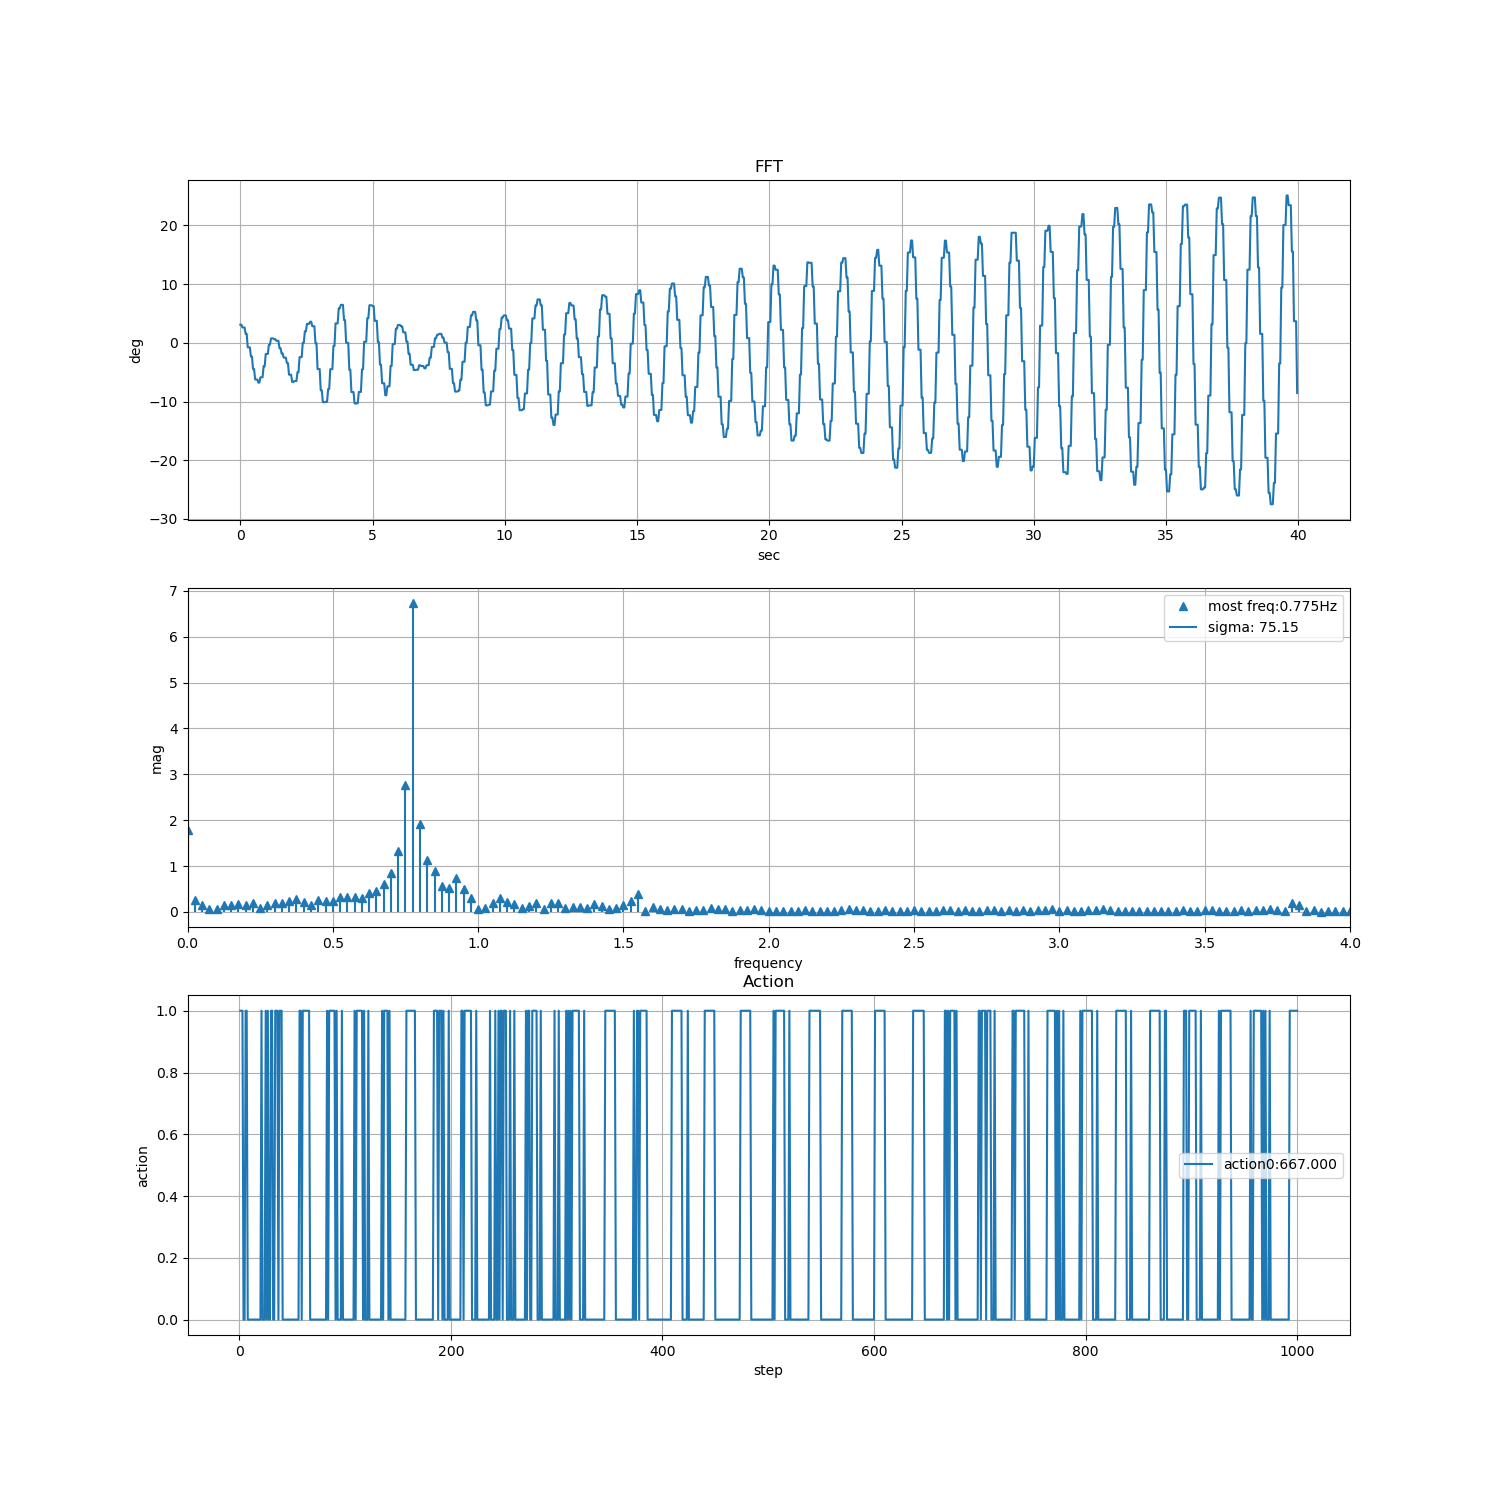 FFT
20
10
0
−10
−20
−30
deg
0 5 10 15 20 25 30 35 40
sec
7
6
5
4
3
2
1
0
mag
most freq:0.775Hz
sigma: 75.15
0.0 0.5 1.0 1.5 2.0 2.5 3.0 3.5 4.0
frequency
Action
1.0
0.8
0.6
0.4
0.2
0.0
action
action0:667.000
0 200 400 600 800 1000
step